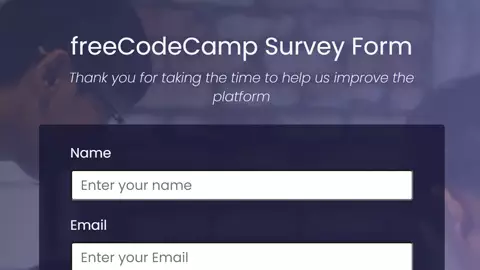 freeCodeCamp Survey Form
Thank you for taking the time to help us improve the
platform
Name
Enter your name
Email
Enter your Email